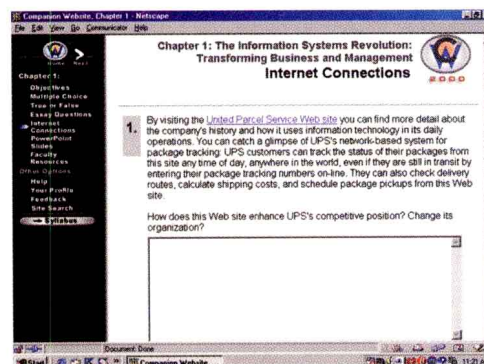 Companion Website, Chapter 1 - Netscape
File Edit View Go Communicator Help
Home Next
Chapter 1:
Objectives
Multiple Choice
True or False
Essay Questions
Internet
Connections
PowerPoint
Slides
Faculty
Resources
Other Options
Help
Your Profile
Feedback
Site Search
Syllabus
Chapter 1: The Information Systems Revolution:
Transforming Business and Management
Internet Connections
2000
1.
By visiting the United Parcel Service Web site you can find more detail about
the company's history and how it uses information technology in its daily
operations. You can catch a glimpse of UPS's network-based system for
package tracking: UPS customers can track the status of their packages from
this site any time of day, anywhere in the world, even if they are still in transit by
entering their package tracking numbers on-line. They can also check delivery
routes, calculate shipping costs, and schedule package pickups from this Web
site.
How does this Web site enhance UPS's competitive position? Change its
organization?
Document: Done
Start
Companion Website
11:21